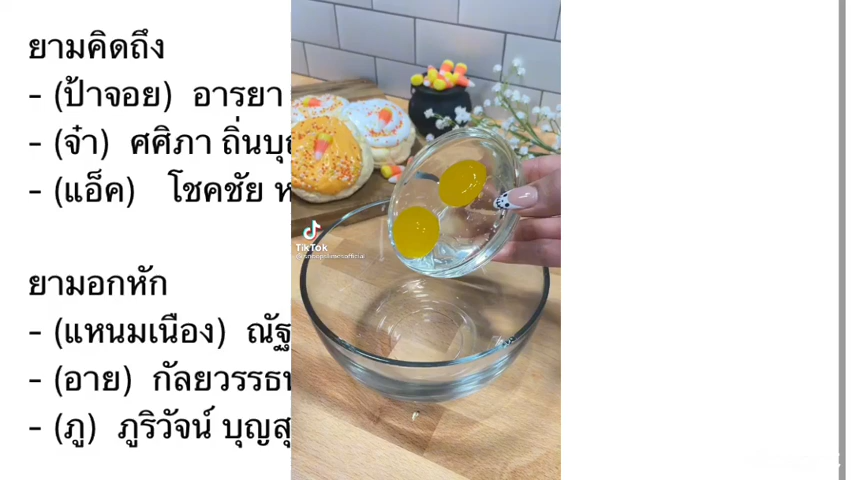 ยามคิดถึง
- (ป้าจอย) อารยา
- (จ๋า) ศศิภา
- (แอ็ค) โชคชัย
ยามอกหัก
- (แหนมเนือง)
- (อาย)
- (ภู) ภูริวัจน์
TikTok